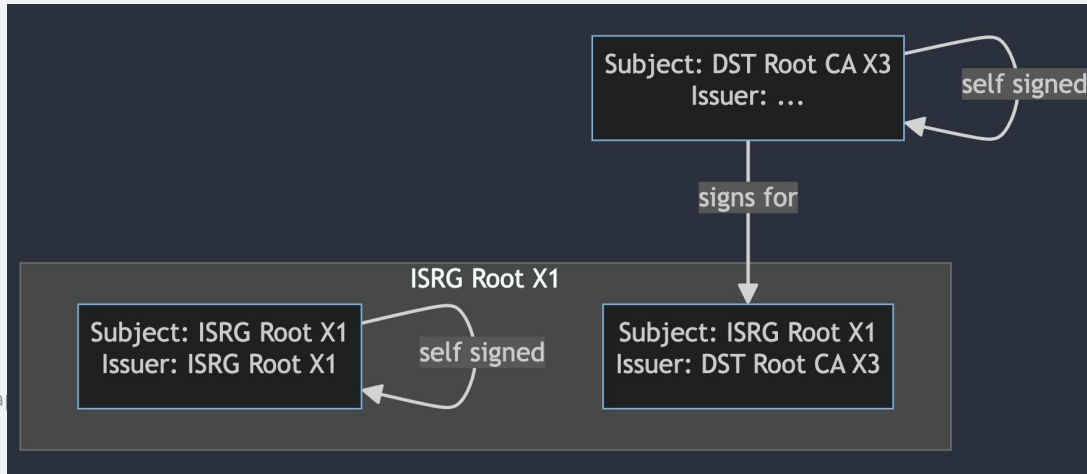 Subject: DST Root CA X3
Issuer: ...
self signed
signs for
ISRG Root X1
Subject: ISRG Root X1
Issuer: ISRG Root X1
self signed
Subject: ISRG Root X1
Issuer: DST Root CA X3